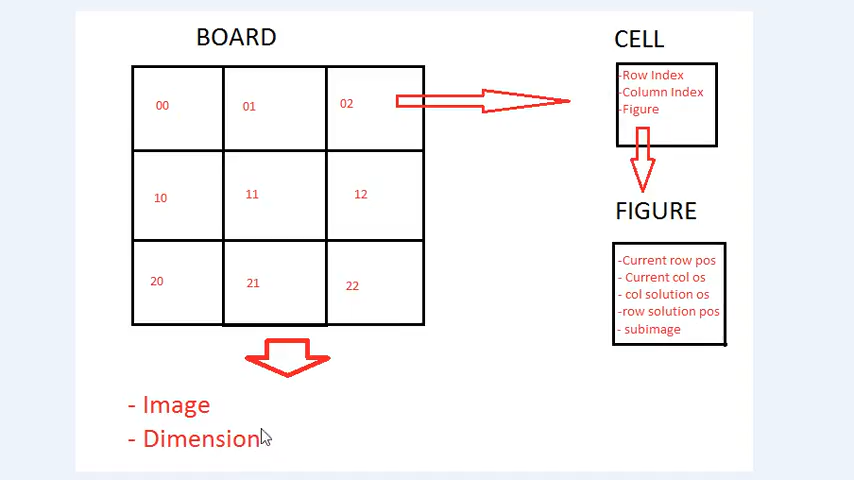 BOARD
00
01
02
10
11
12
20
21
22
- Image
- Dimension
CELL
-Row Index
-Column Index
-Figure
FIGURE
-Current row pos
- Current col os
- col solution os
-row solution pos
- subimage